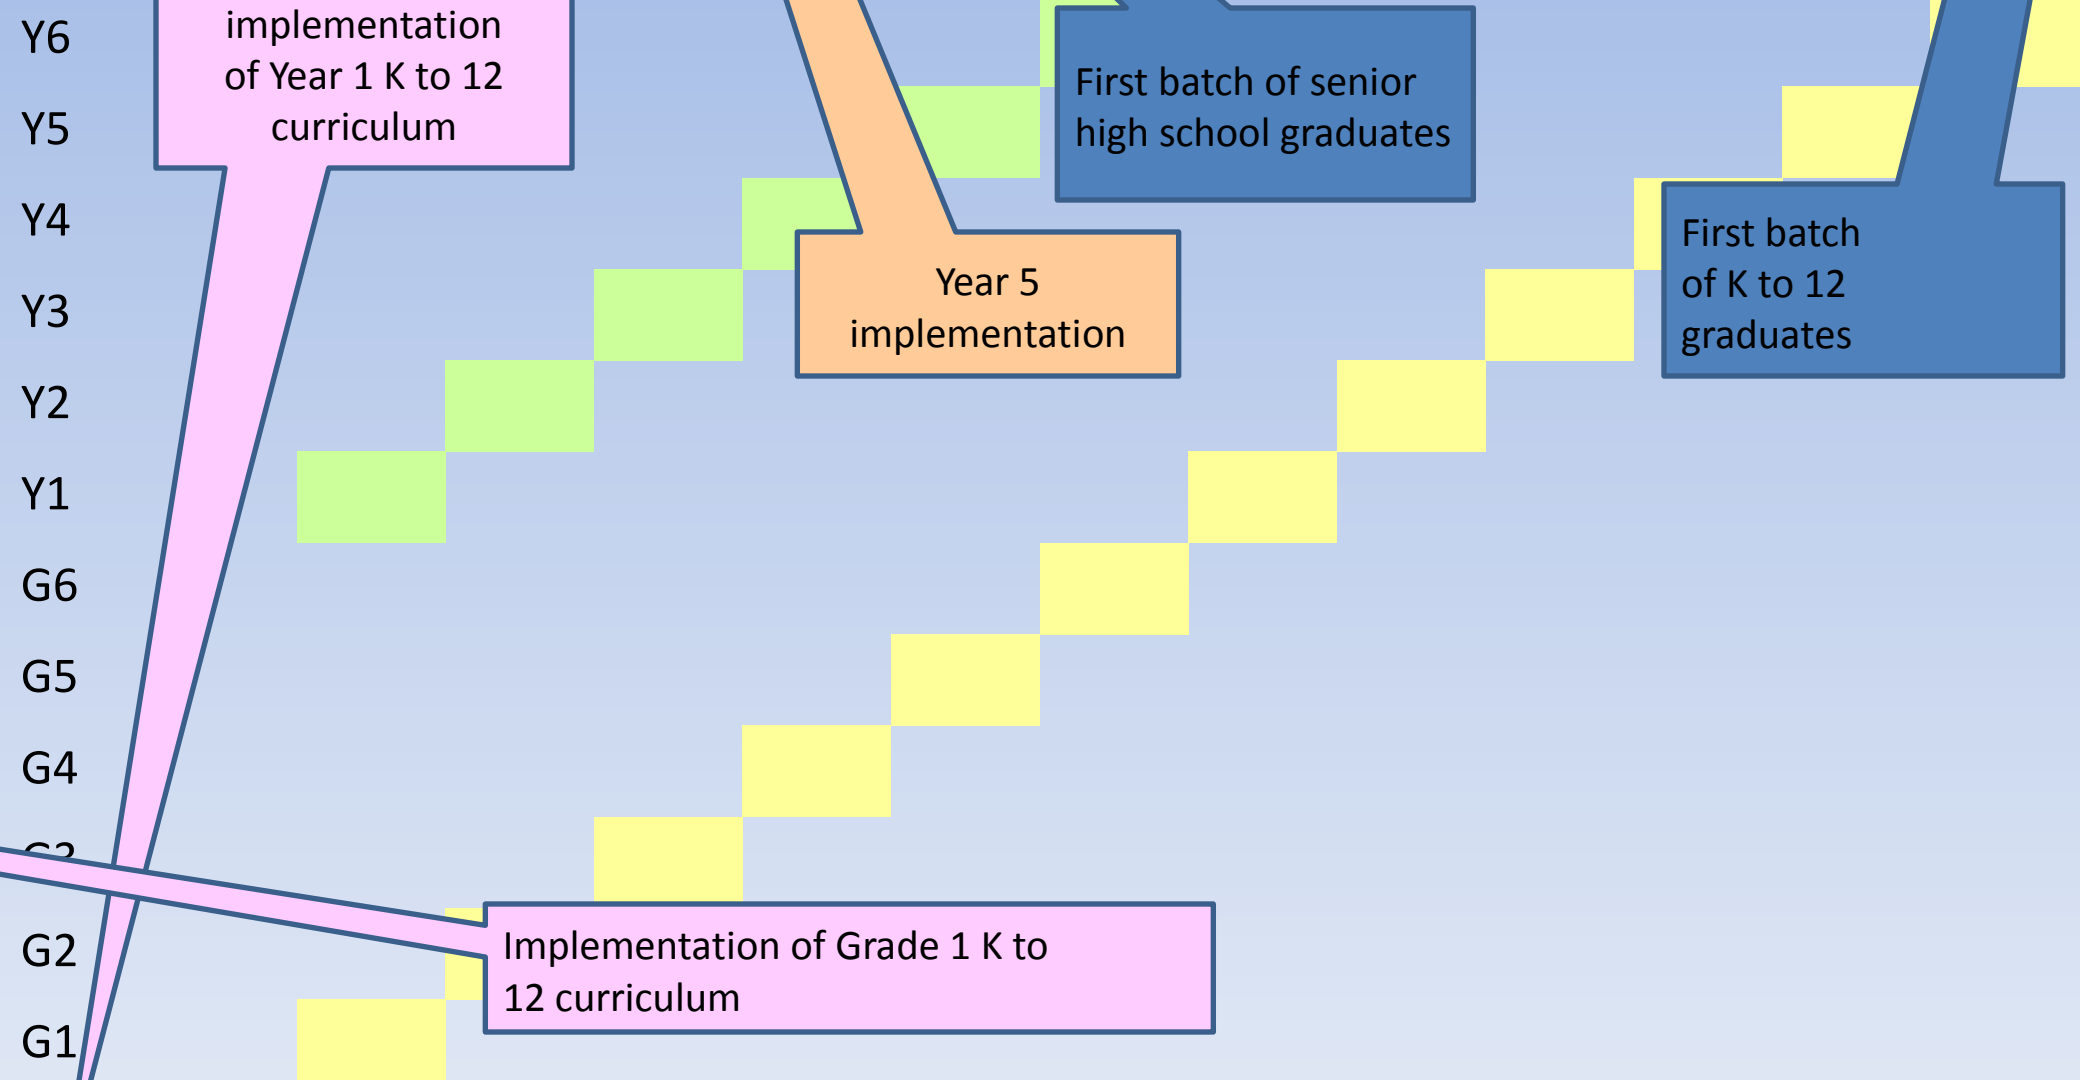 Y6
Y5
Y4
Y3
Y2
Y1
G6
G5
G4
G3
G2
G1
implementation
of Year 1 K to 12
curriculum
First batch of senior
high school graduates
Year 5
implementation
First batch
of K to 12
graduates
Implementation of Grade 1 K to
12 curriculum